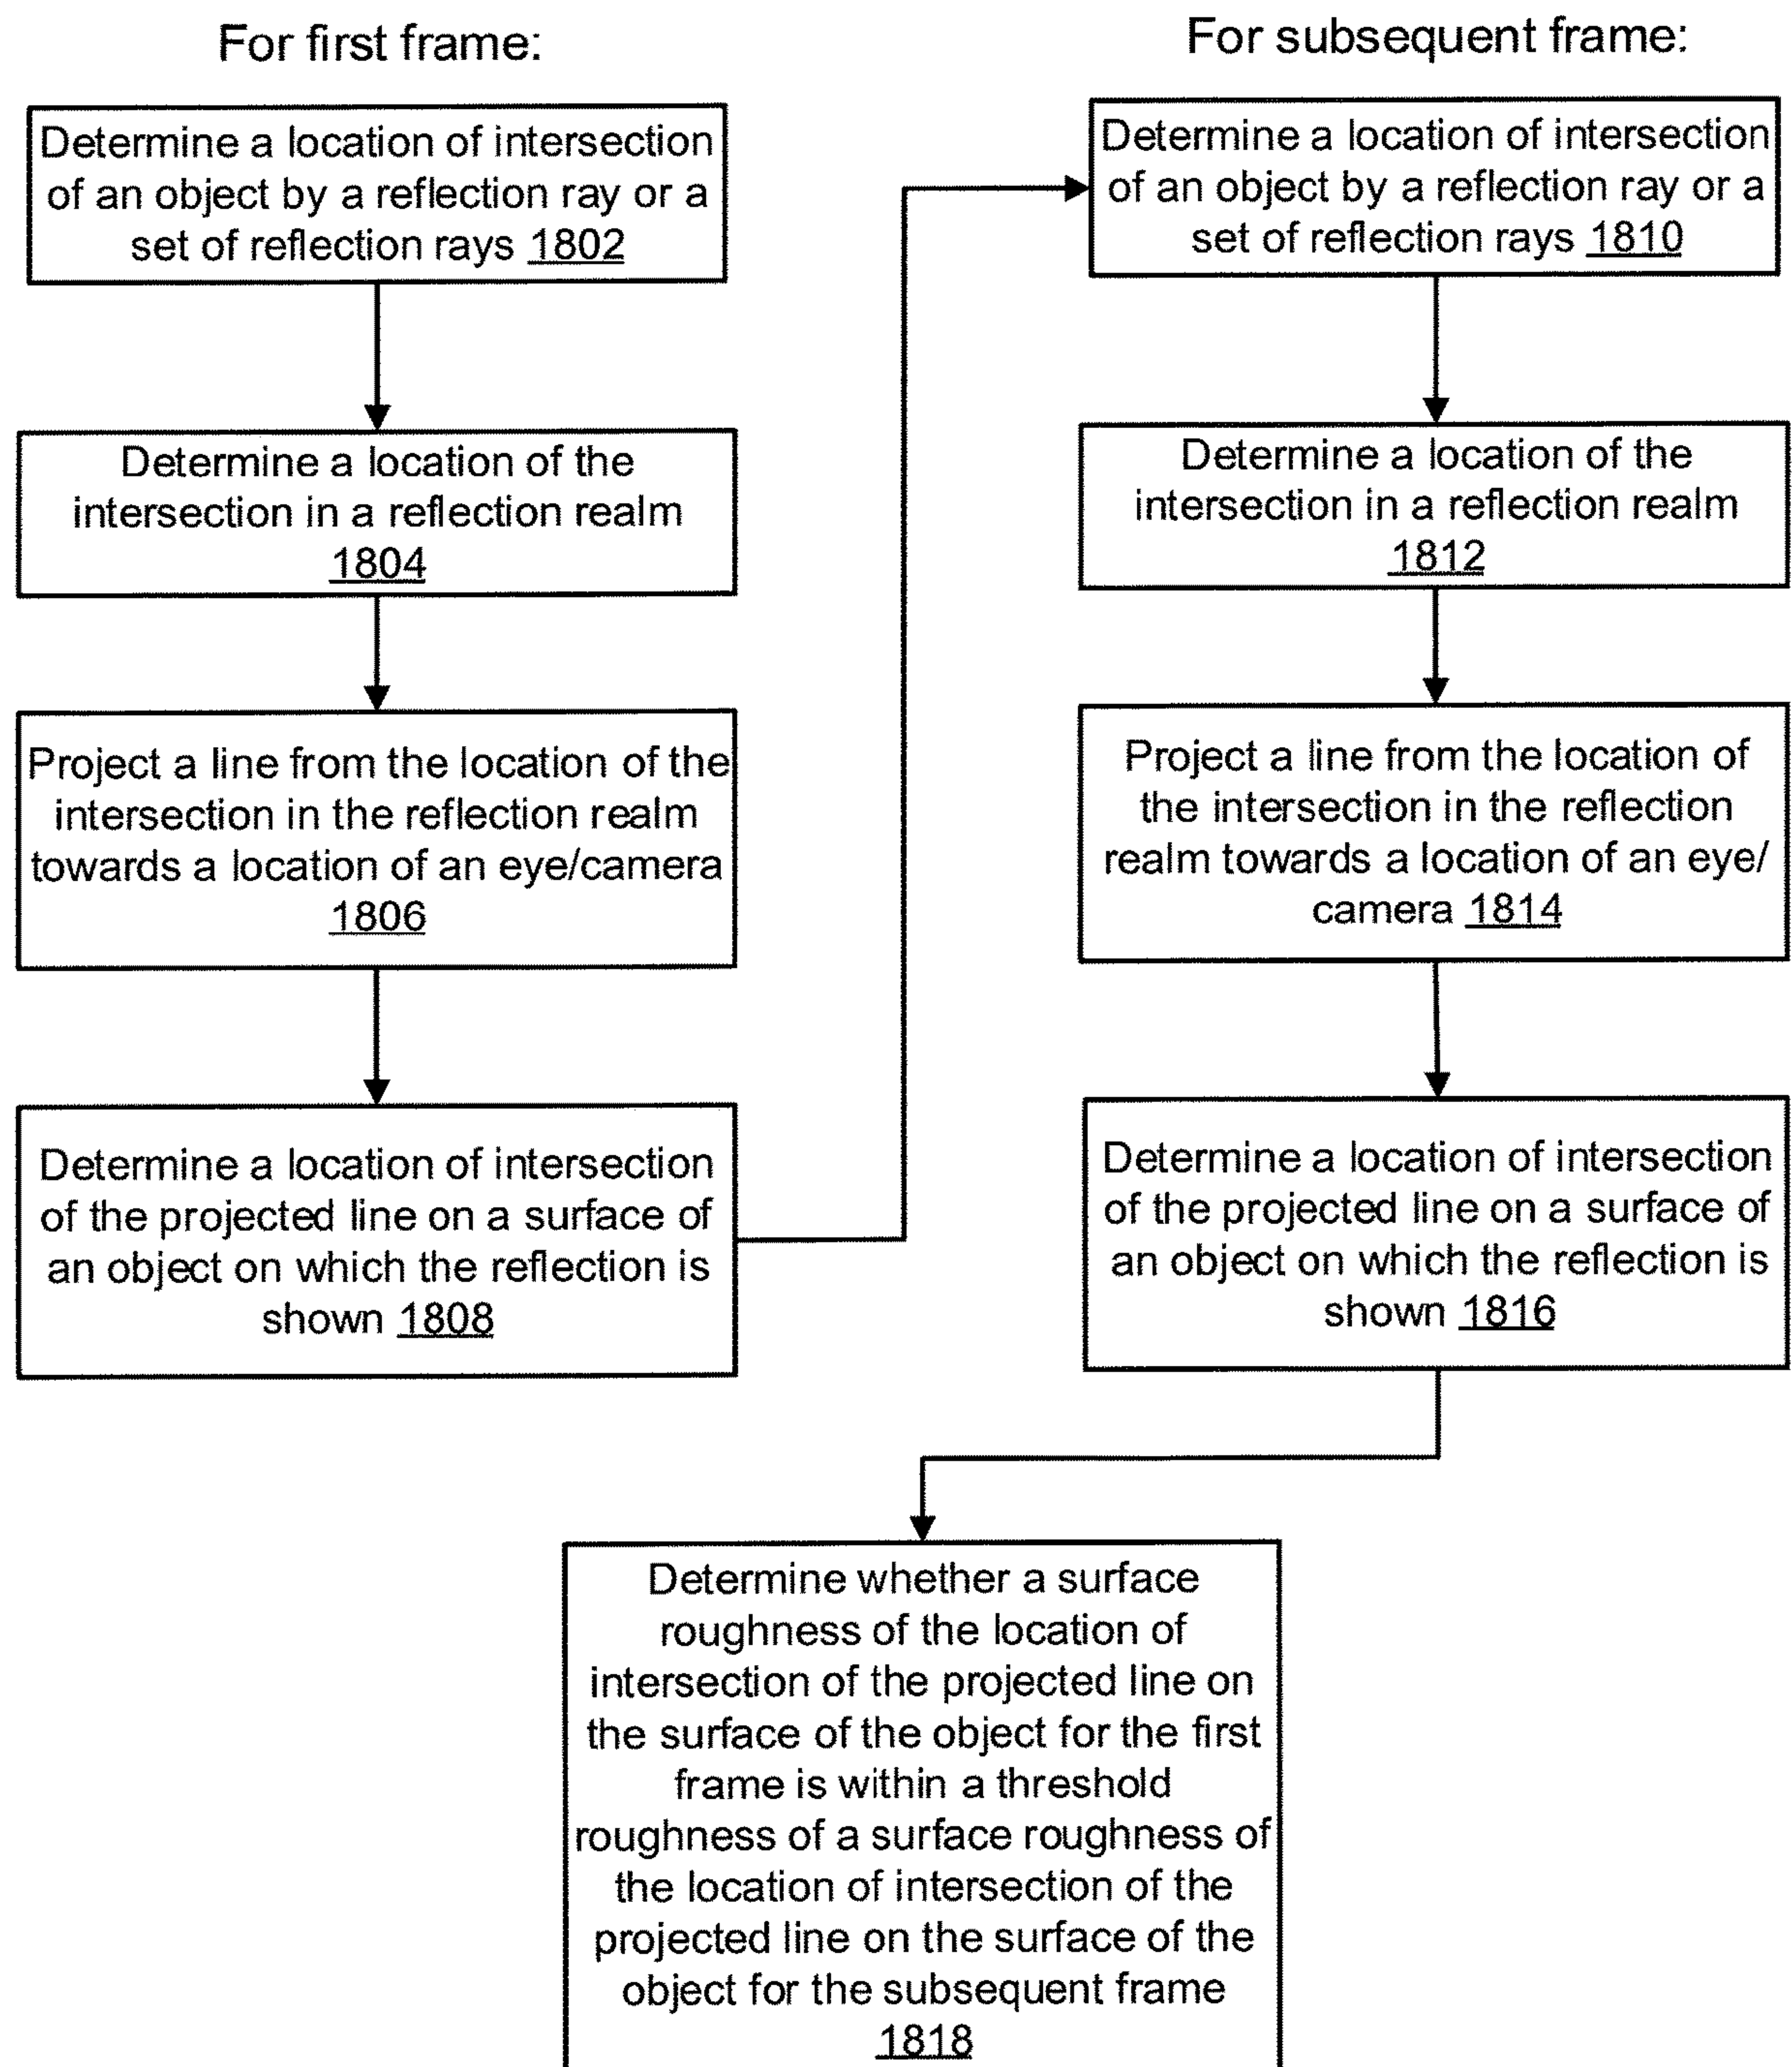 For first frame:
Determine a location of intersection
of an object by a reflection ray or a
set of reflection rays 1802
Determine a location of the
intersection in a reflection realm
1804
Project a line from the location of the
intersection in the reflection realm
towards a location of an eye/camera
1806
Determine a location of intersection
of the projected line on a surface of
an object on which the reflection is
shown 1808
For subsequent frame:
Determine a location of intersection
of an object by a reflection ray or a
set of reflection rays 1810
Determine a location of the
intersection in a reflection realm
1812
Project a line from the location of
the intersection in the reflection
realm towards a location of an eye/
camera 1814
Determine a location of intersection
of the projected line on a surface of
an object on which the reflection is
shown 1816
Determine whether a surface
roughness of the location of
intersection of the projected line on
the surface of the object for the first
frame is within a threshold
roughness of a surface roughness of
the location of intersection of the
projected line on the surface of the
object for the subsequent frame
1818